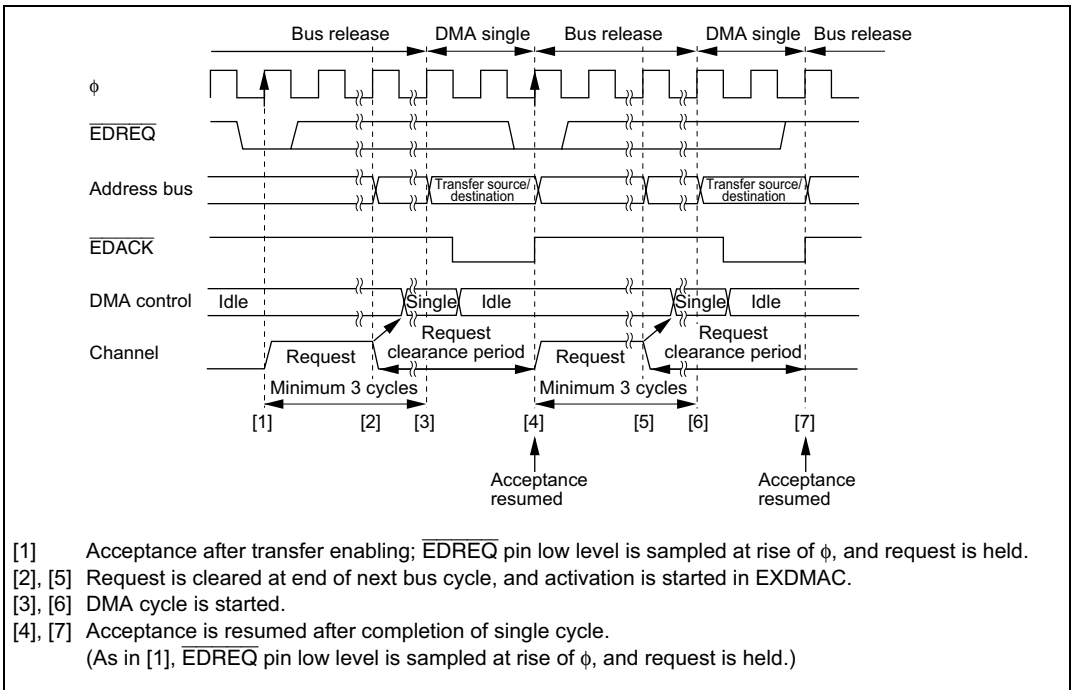 Bus release DMA single Bus release DMA single Bus release
ϕ
EDREQ
Address bus
Transfer source/
destination
Transfer source/
destination
EDACK
DMA control
Idle Single Idle Single Idle
Channel
Request
Request
clearance period
Request
Request
clearance period
Minimum 3 cycles
Minimum 3 cycles
[1] [2] [3] [4] [5] [6] [7]
Acceptance
resumed
Acceptance
resumed
[1] Acceptance after transfer enabling; EDREQ pin low level is sampled at rise of ϕ, and request is held.
[2], [5] Request is cleared at end of next bus cycle, and activation is started in EXDMAC.
[3], [6] DMA cycle is started.
[4], [7] Acceptance is resumed after completion of single cycle.
(As in [1], EDREQ pin low level is sampled at rise of ϕ, and request is held.)